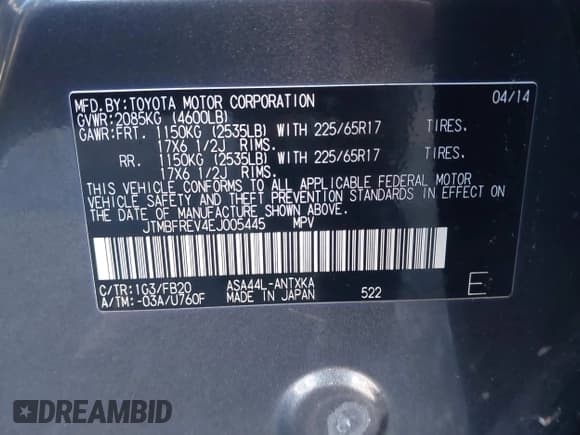 MFD.BY:TOYOTA MOTOR CORPORATION 04/14
GVWR:2085KG (4600LB)
GAWR:FRT. 1150KG (2535LB) WITH 225/65R17 TIRES.
17X6 1/2J RIMS.
RR. 1150KG (2535LB) WITH 225/65R17 TIRES.
17X6 1/2J RIMS.
THIS VEHICLE CONFORMS TO ALL APPLICABLE FEDERAL MOTOR
VEHICLE SAFETY AND THEFT PREVENTION STANDARDS IN EFFECT ON
THE DATE OF MANUFACTURE SHOWN ABOVE.
JTMBFREV4EJ005445 MPV
C/TR:1G3/FB20 ASA44L-ANTXKA
A/TM:-03A/U760F MADE IN JAPAN 522 E
DREAMBID